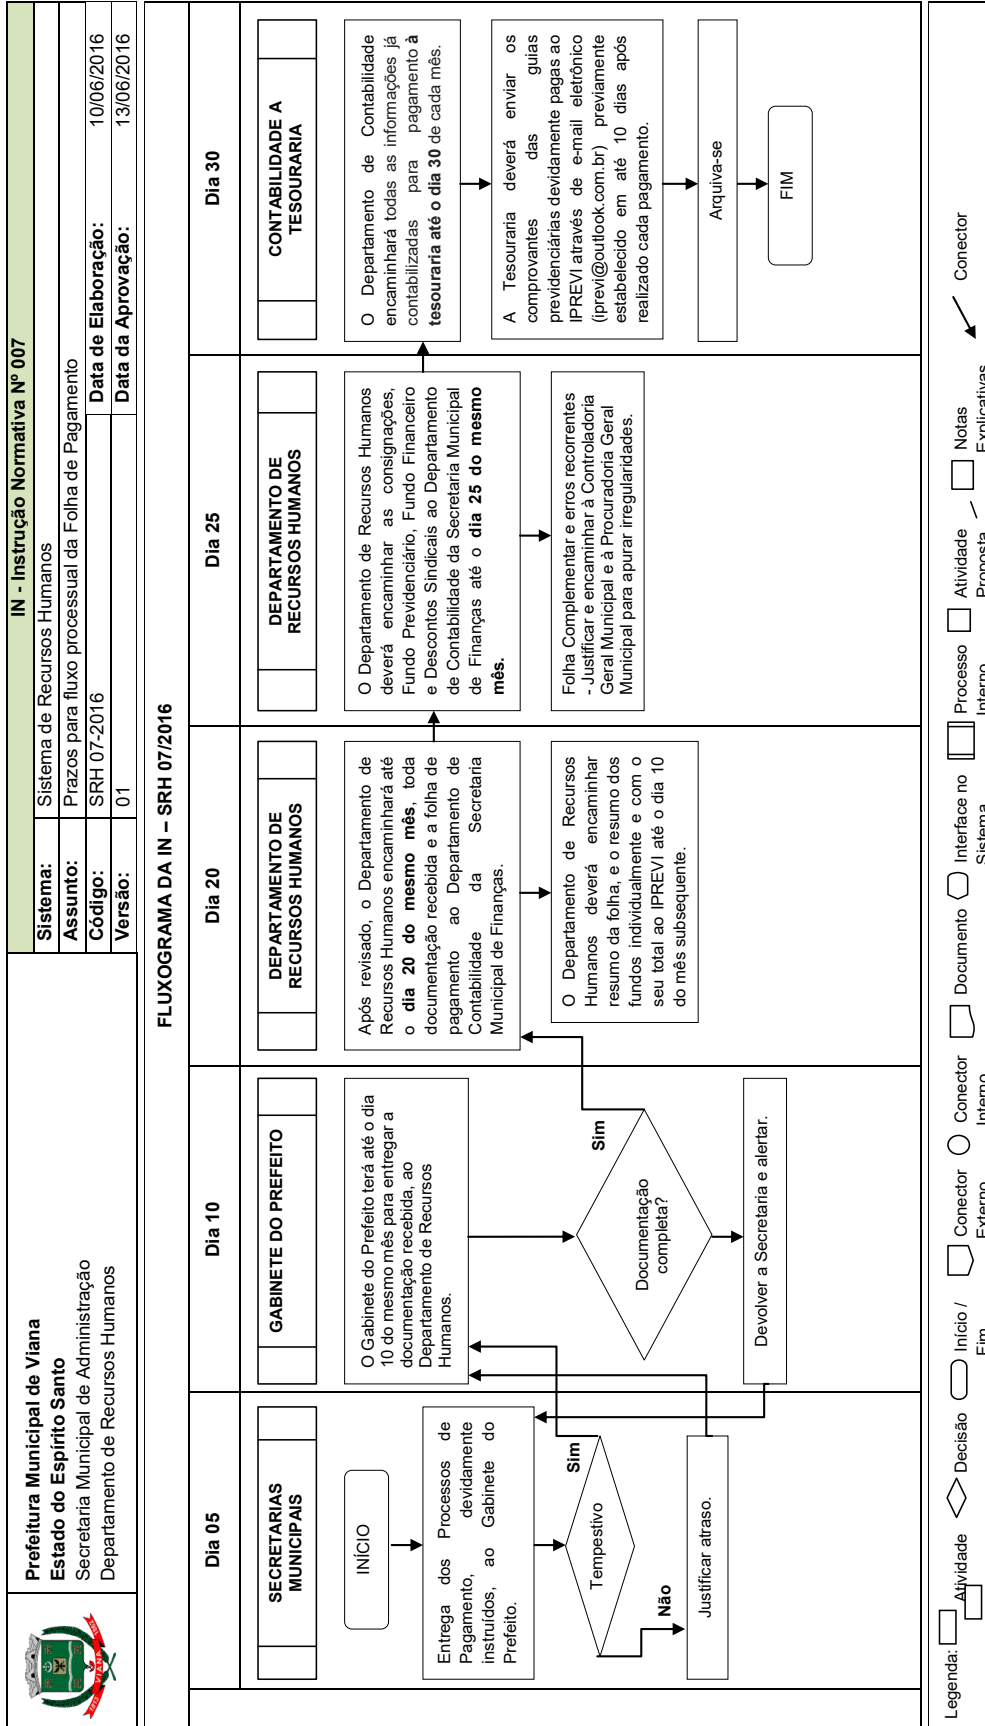 Prefeitura Municipal de Viana
Estado do Espírito Santo
Secretaria Municipal de Administração
Departamento de Recursos Humanos
IN - Instrução Normativa Nº 007
Sistema: Sistema de Recursos Humanos
Assunto: Prazos para fluxo processual da Folha de Pagamento
Código: SRH 07-2016 Data de Elaboração: 10/06/2016
Versão: 01 Data da Aprovação: 13/06/2016
FLUXOGRAMA DA IN – SRH 07/2016
Dia 05
SECRETARIAS
MUNICIPAIS
INÍCIO
Entrega dos Processos de
Pagamento, devidamente
instruídos, ao Gabinete do
Prefeito.
Tempestivo
Sim
Não
Justificar atraso.
Dia 10
GABINETE DO PREFEITO
O Gabinete do Prefeito terá até o dia
10 do mesmo mês para entregar a
documentação recebida, ao
Departamento de Recursos
Humanos.
Documentação
completa?
Sim
Devolver a Secretaria e alertar.
Dia 20
DEPARTAMENTO DE
RECURSOS HUMANOS
Após revisado, o Departamento de
Recursos Humanos encaminhará até
o dia 20 do mesmo mês, toda
documentação recebida e a folha de
pagamento ao Departamento de
Contabilidade da Secretaria
Municipal de Finanças.
O Departamento de Recursos
Humanos deverá encaminhar
resumo da folha, e o resumo dos
fundos individualmente e com o
seu total ao IPREVI até o dia 10
do mês subsequente.
Dia 25
DEPARTAMENTO DE
RECURSOS HUMANOS
O Departamento de Recursos Humanos
deverá encaminhar as consignações,
Fundo Previdenciário, Fundo Financeiro
e Descontos Sindicais ao Departamento
de Contabilidade da Secretaria Municipal
de Finanças até o dia 25 do mesmo
mês.
Folha Complementar e erros recorrentes
- Justificar e encaminhar à Controladoria
Geral Municipal e à Procuradoria Geral
Municipal para apurar irregularidades.
Dia 30
CONTABILIDADE A
TESOURARIA
O Departamento de Contabilidade
encaminhará todas as informações já
contabilizadas para pagamento à
tesouraria até o dia 30 de cada mês.
A Tesouraria deverá enviar os
comprovantes das guias
previdenciárias devidamente pagas ao
IPREVI através de e-mail eletrônico
(iprevi@outlook.com.br) previamente
estabelecido em até 10 dias após
realizado cada pagamento.
Arquiva-se
FIM
Legenda:
Atividade
Decisão
Início /
Fim
Conector
Externo
Conector
Interno
Documento
Interface no
Sistema
Processo
Interno
Atividade
Proposta
Notas
Explicativas
Conector